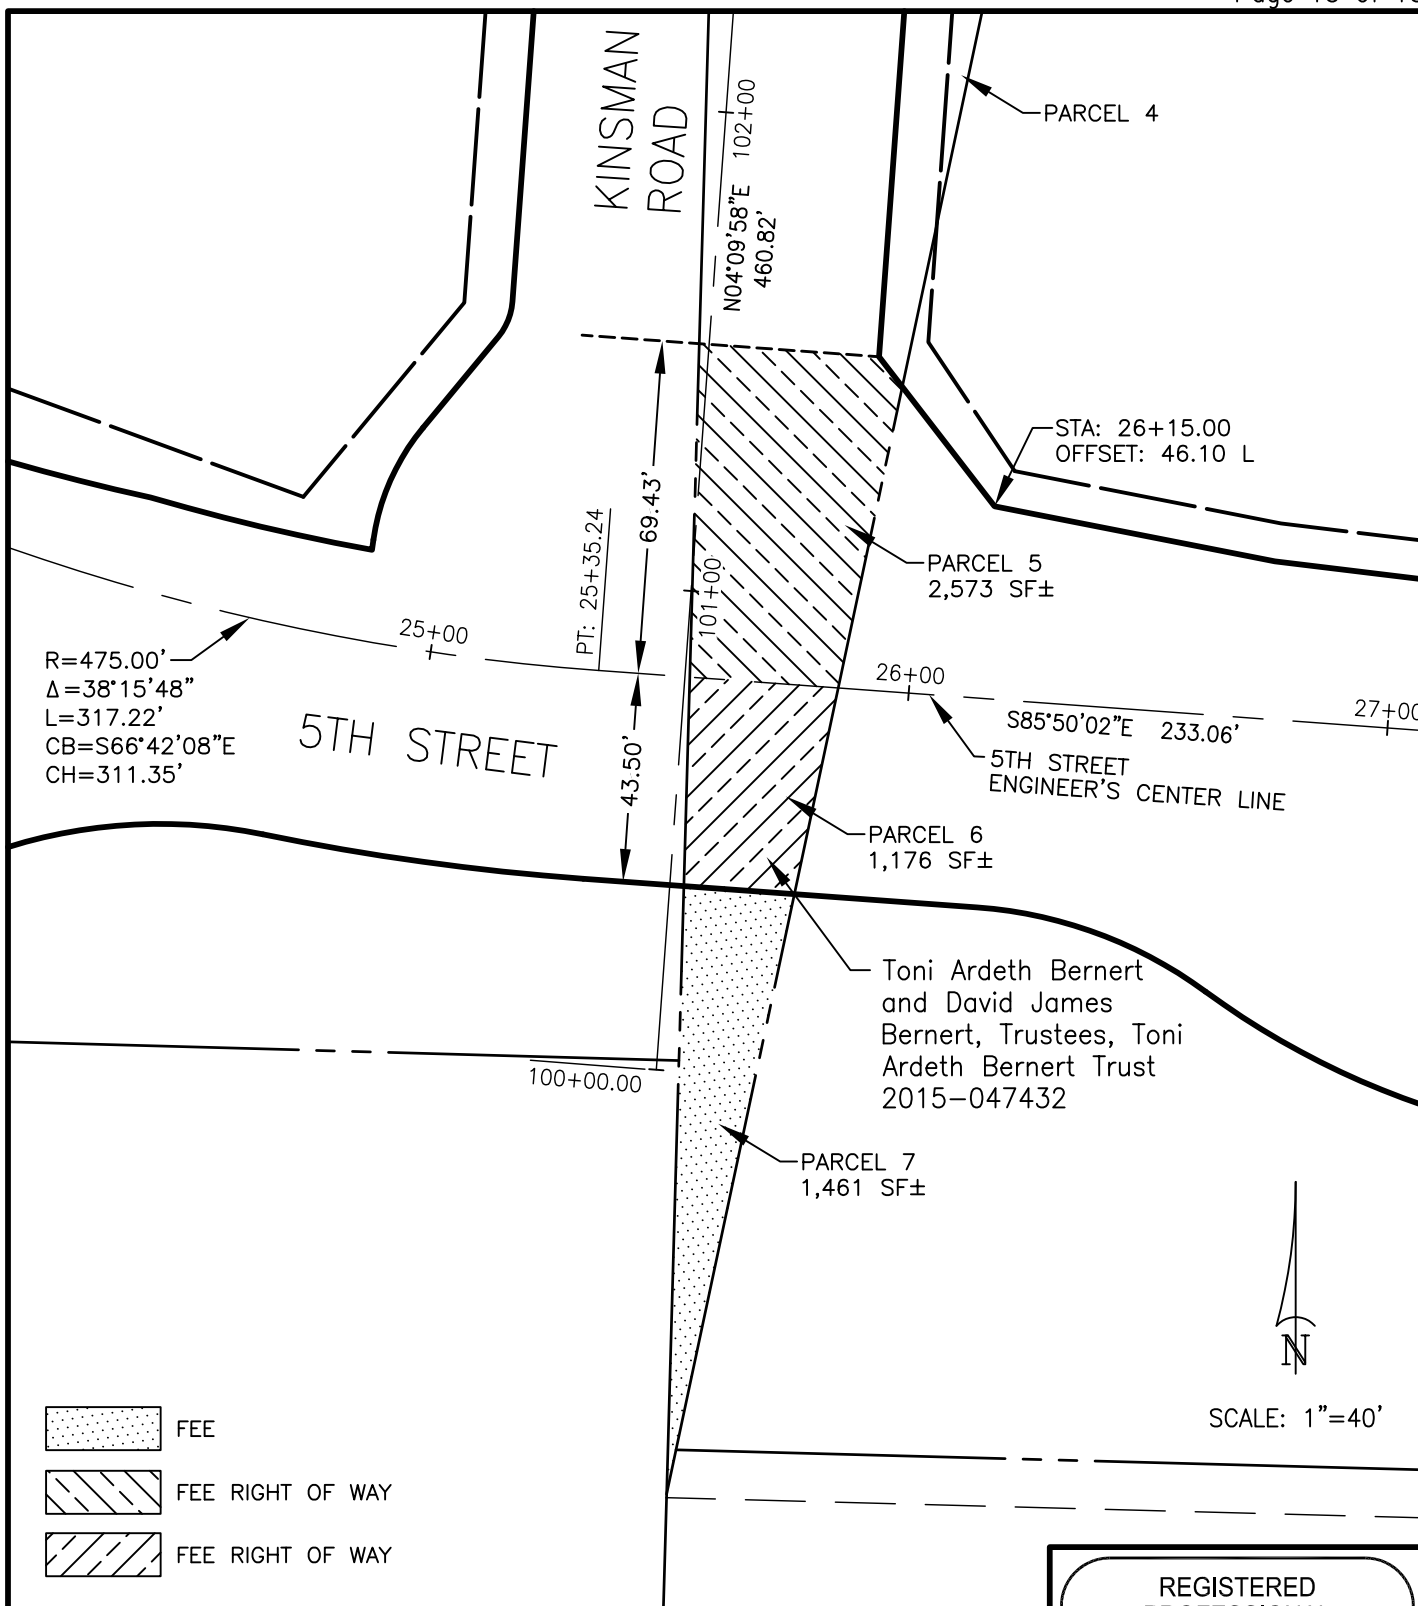 KINSMAN
ROAD
102+00
N04°09'58"E
460.82'
PARCEL 4
STA: 26+15.00
OFFSET: 46.10 L
69.43'
PT: 25+35.24
101+00
PARCEL 5
2,573 SF±
25+00
26+00
27+00
R=475.00'
Δ=38°15'48"
L=317.22'
CB=S66°42'08"E
CH=311.35'
5TH STREET
43.50'
S85°50'02"E 233.06'
5TH STREET
ENGINEER'S CENTER LINE
PARCEL 6
1,176 SF±
Toni Ardeth Bernert
and David James
Bernert, Trustees, Toni
Ardeth Bernert Trust
2015-047432
100+00.00
PARCEL 7
1,461 SF±
N
SCALE: 1"=40'
FEE
FEE RIGHT OF WAY
FEE RIGHT OF WAY
REGISTERED